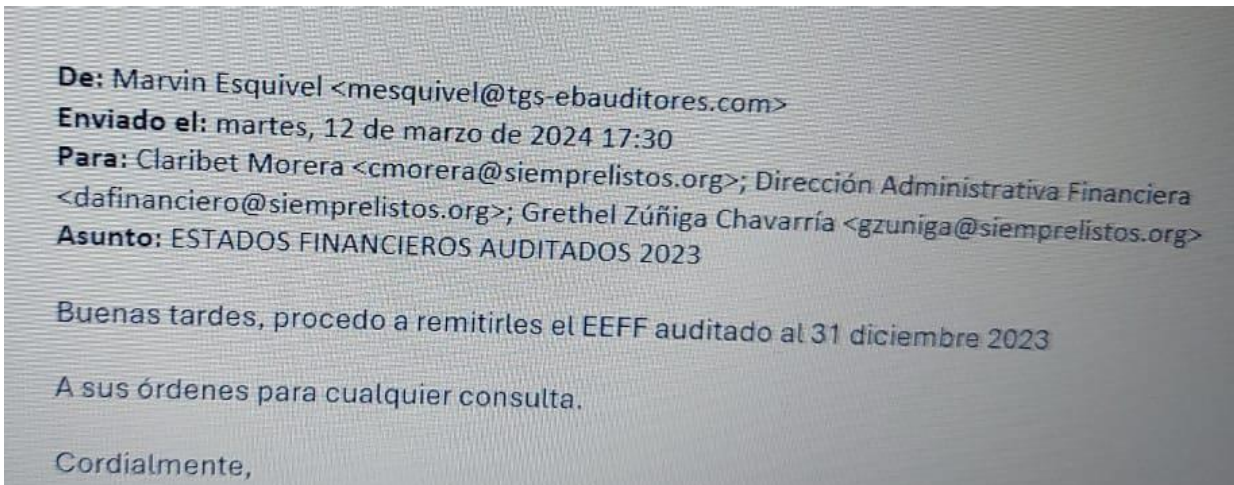 De: Marvin Esquivel <mesquivel@tgs-ebauditores.com>
Enviado el: martes, 12 de marzo de 2024 17:30
Para: Claribet Morera <cmorera@siemprelistos.org>; Dirección Administrativa Financiera
<dafinanciero@siemprelistos.org>; Grethel Zúñiga Chavarría <gzuniga@siemprelistos.org>
Asunto: ESTADOS FINANCIEROS AUDITADOS 2023
Buenas tardes, procedo a remitirles el EEFF auditado al 31 diciembre 2023
A sus órdenes para cualquier consulta.
Cordialmente,